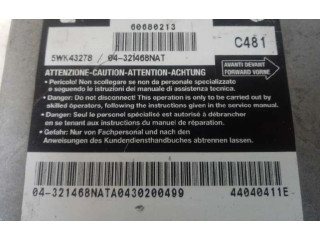 60680213
5WK43278 / 04-321468NAT
C481
ATTENZIONE-CAUTION-ATTENTION-ACHTUNG
AVANTI DEVANT
FORWARD VORNE
• Pericolo! Non scollegare se non da personale specializzato
e seguendo le istruzioni del manuale di assistenza tecnica.
• Danger: Do not disconnect! This operation is only to be carried out by
skilled operators, following the instructions given in the service manual.
• Danger: Seul le personel spécialisé est autorisé à débrancher
en se tenant aux instructions du manuel de réparation.
• Gefahr: Nur von Fachpersonal und nach
Anweisungen des Kundendiensthandbuches abtrennen lassen.
04-321468NATA0430200499
44040411E